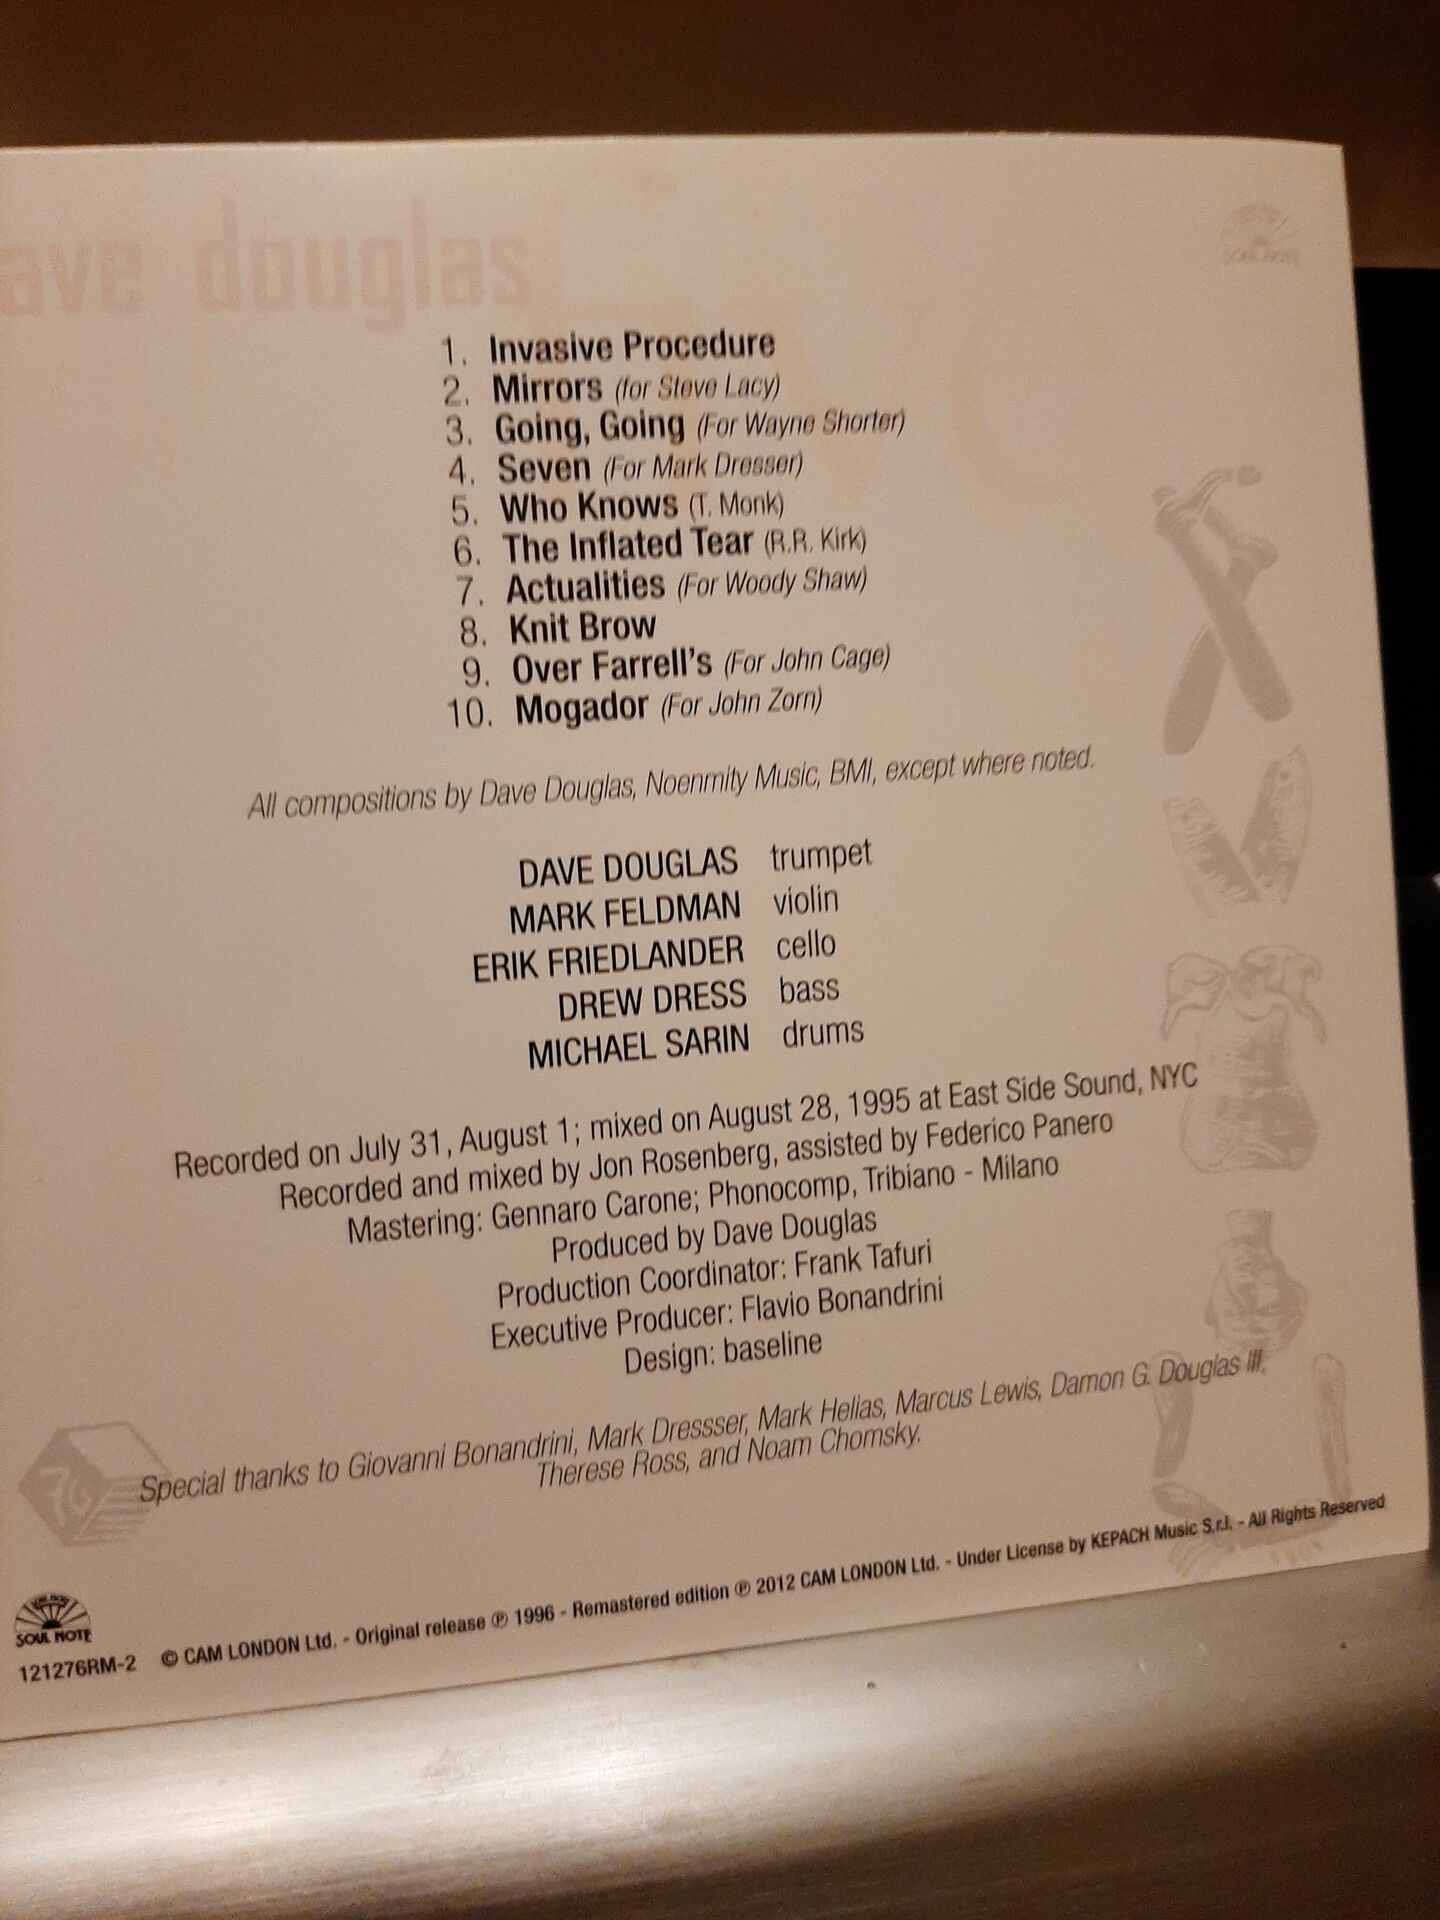 ave douglas
1. Invasive Procedure
2. Mirrors (for Steve Lacy)
3. Going, Going (For Wayne Shorter)
4. Seven (For Mark Dresser)
5. Who Knows (T. Monk)
6. The Inflated Tear (R.R. Kirk)
7. Actualities (For Woody Shaw)
8. Knit Brow
9. Over Farrell's (For John Cage)
10. Mogador (For John Zorn)
All compositions by Dave Douglas, Noenmity Music, BMI, except where noted.
DAVE DOUGLAS trumpet
MARK FELDMAN violin
ERIK FRIEDLANDER cello
DREW DRESS bass
MICHAEL SARIN drums
Recorded on July 31, August 1; mixed on August 28, 1995 at East Side Sound, NYC
Recorded and mixed by Jon Rosenberg, assisted by Federico Panero
Mastering: Gennaro Carone; Phonocomp, Tribiano - Milano
Produced by Dave Douglas
Production Coordinator: Frank Tafuri
Executive Producer: Flavio Bonandrini
Design: baseline
Special thanks to Giovanni Bonandrini, Mark Dressser, Mark Helias, Marcus Lewis, Damon G. Douglas III,
Therese Ross, and Noam Chomsky.
SOUL NOTE
121276RM-2 © CAM LONDON Ltd. - Original release ℗ 1996 - Remastered edition ℗ 2012 CAM LONDON Ltd. - Under License by KEPACH Music S.r.l. - All Rights Reserved